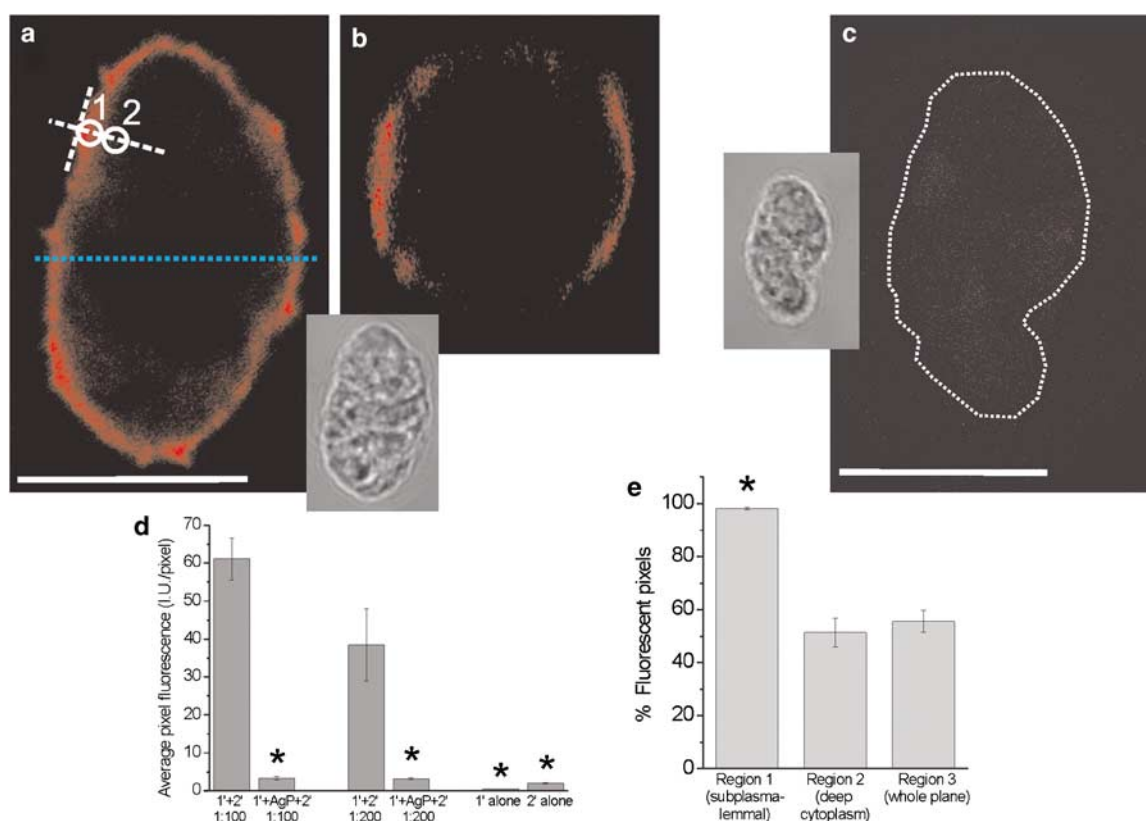 a
b
c
1 2
d
Average pixel fluorescence (I.U./pixel)
70
60
50
40
30
20
10
0
1'+2' 1'+AgP+2' 1'+2' 1'+AgP+2' 1' alone 2' alone
1:100 1:100 1:200 1:200
* * * *
e
% Fluorescent pixels
100
80
60
40
20
0
*
Region 1 Region 2 Region 3
(subplasma- (deep (whole plane)
lemmal) cytoplasm)